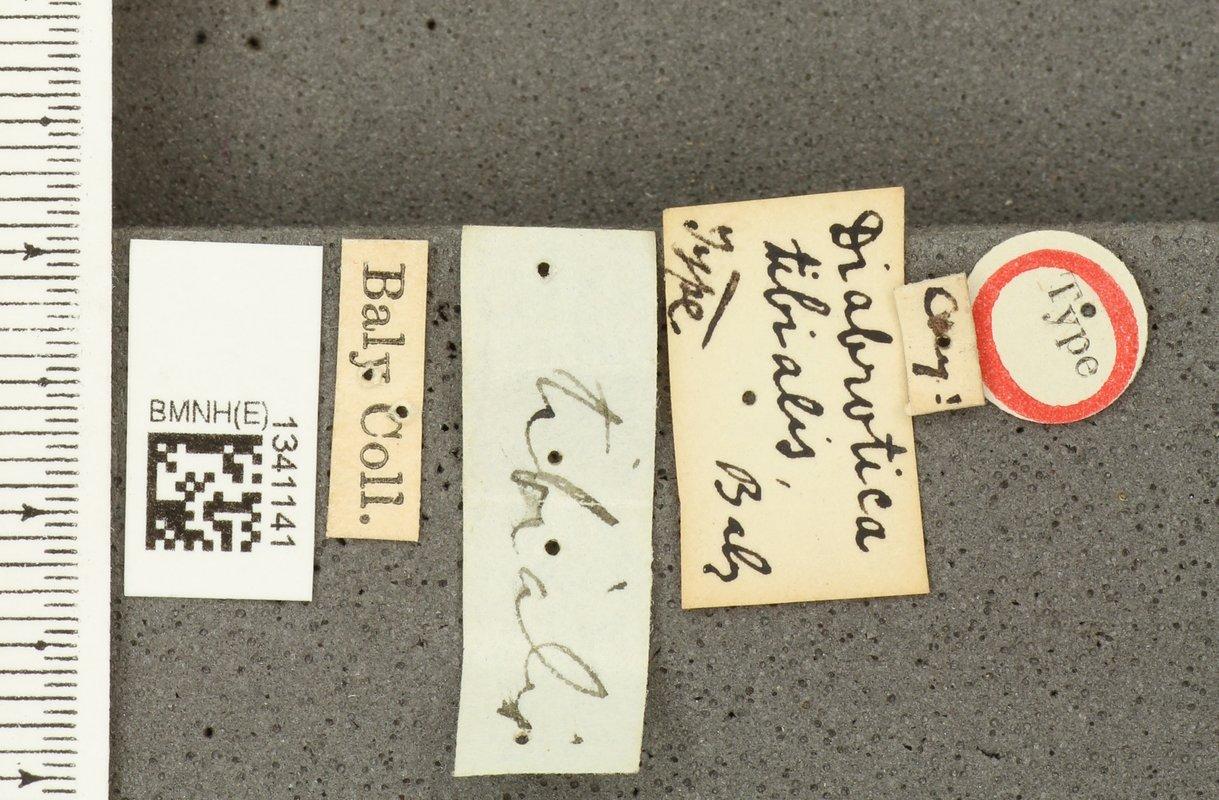 BMNH(E)
1341141
Baly Coll.
tibialis
Diabrotica
tibialis,
Baly
Type
Type